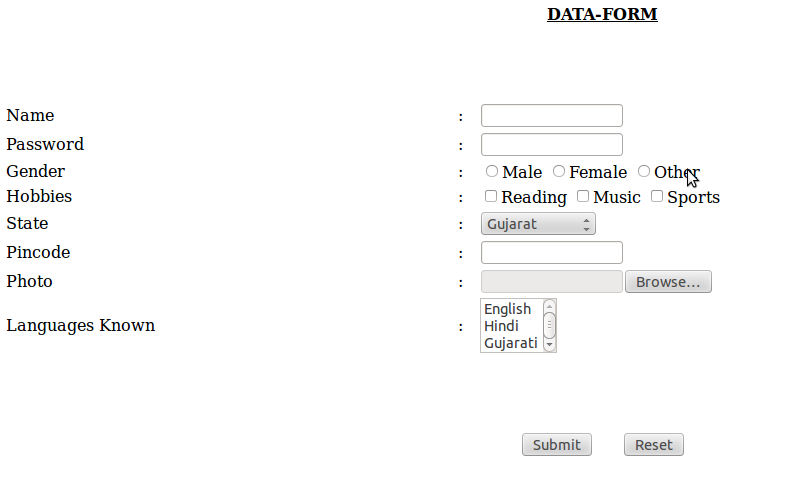 DATA-FORM
Name :
Password :
Gender : Male Female Other
Hobbies : Reading Music Sports
State : Gujarat
Pincode :
Photo : Browse...
English
Hindi
Languages Known :
Gujarati
Submit Reset